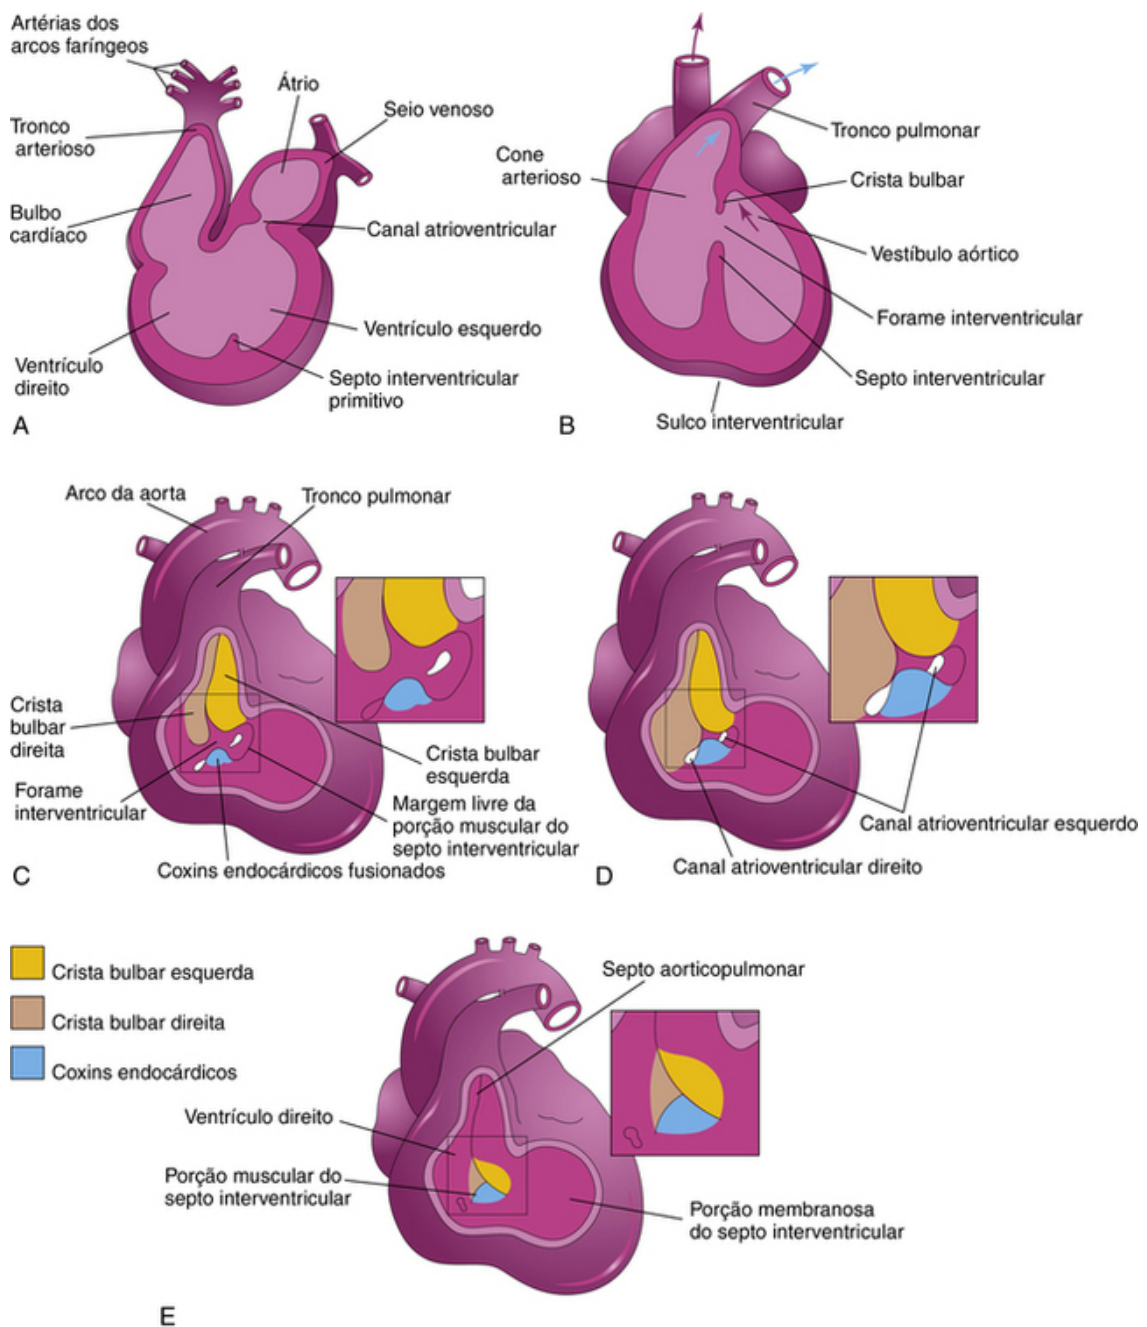 Artérias dos
arcos faríngeos
Átrio
Seio venoso
Tronco
arterioso
Bulbo
cardíaco
Canal atrioventricular
Ventrículo esquerdo
Ventrículo
direito
Septo interventricular
primitivo
A
Tronco pulmonar
Cone
arterioso
Crista bulbar
Vestíbulo aórtico
Forame interventricular
Septo interventricular
Sulco interventricular
B
Arco da aorta
Tronco pulmonar
Crista
bulbar
direita
Forame
interventricular
Crista bulbar
esquerda
Margem livre da
porção muscular do
septo interventricular
Coxins endocárdicos fusionados
C
Canal atrioventricular esquerdo
Canal atrioventricular direito
D
Crista bulbar esquerda
Crista bulbar direita
Coxins endocárdicos
Septo aorticopulmonar
Ventrículo direito
Porção muscular do
septo interventricular
Porção membranosa
do septo interventricular
E